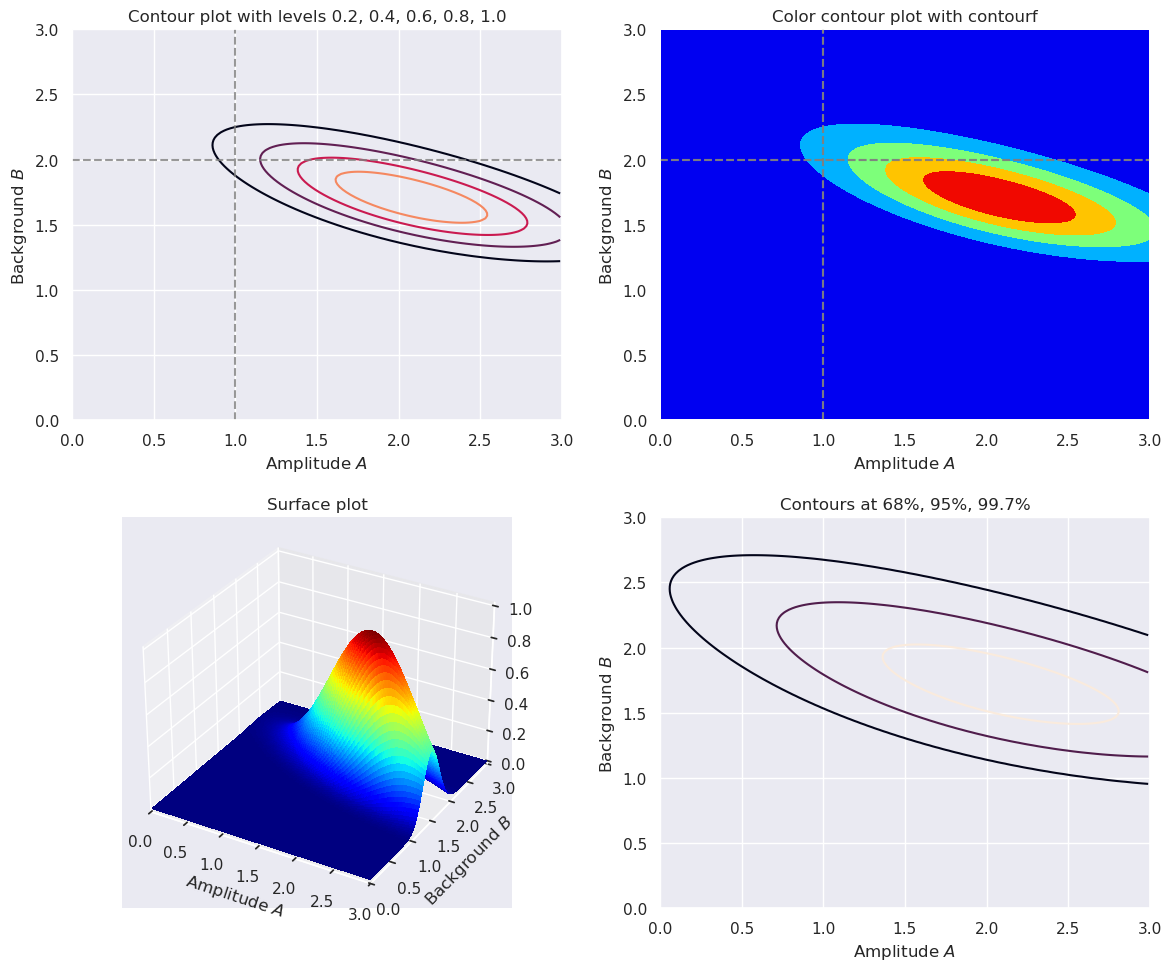 Contour plot with levels 0.2, 0.4, 0.6, 0.8, 1.0
3.0
2.5
2.0
1.5
1.0
0.5
0.0
Background B
0.0 0.5 1.0 1.5 2.0 2.5 3.0
Amplitude A
Color contour plot with contourf
3.0
2.5
2.0
1.5
1.0
0.5
0.0
Background B
0.0 0.5 1.0 1.5 2.0 2.5 3.0
Amplitude A
Surface plot
1.0
0.8
0.6
0.4
0.2
0.0
0.0 0.5 1.0 1.5 2.0 2.5 3.0
Amplitude A
0.0 0.5 1.0 1.5 2.0 2.5 3.0
Background B
Contours at 68%, 95%, 99.7%
3.0
2.5
2.0
1.5
1.0
0.5
0.0
Background B
0.0 0.5 1.0 1.5 2.0 2.5 3.0
Amplitude A